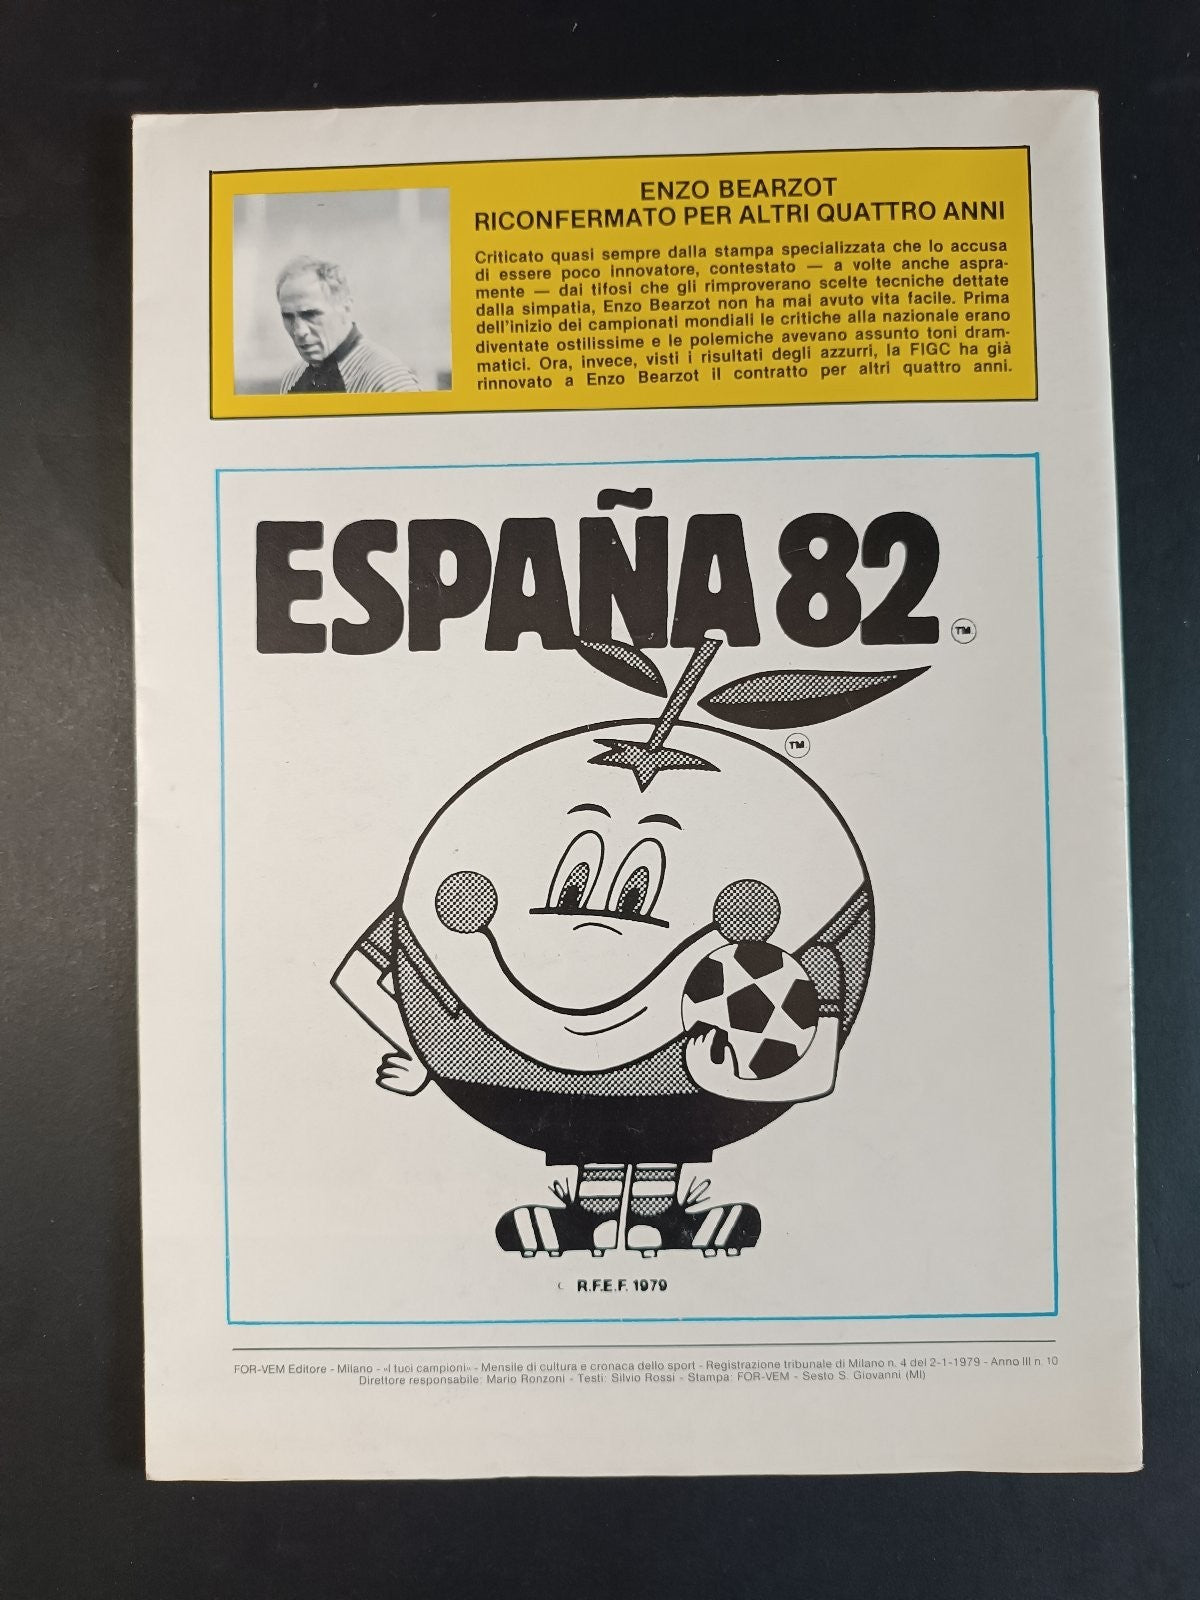 ENZO BEARZOT
RICONFERMATO PER ALTRI QUATTRO ANNI
Criticato quasi sempre dalla stampa specializzata che lo accusa
di essere poco innovatore, contestato — a volte anche aspra-
mente — dai tifosi che gli rimproverano scelte tecniche dettate
dalla simpatia, Enzo Bearzot non ha mai avuto vita facile. Prima
dell'inizio dei campionati mondiali le critiche alla nazionale erano
diventate ostilissime e le polemiche avevano assunto toni dram-
matici. Ora, invece, visti i risultati degli azzurri, la FIGC ha già
rinnovato a Enzo Bearzot il contratto per altri quattro anni.
ESPAÑA 82
TM.
TM.
R.F.E.F. 1979
FOR-VEM Editore - Milano - «I tuoi campioni» - Mensile di cultura e cronaca dello sport - Registrazione tribunale di Milano n. 4 del 2-1-1979 - Anno III n. 10
Direttore responsabile: Mario Ronzoni - Testi: Silvio Rossi - Stampa: FOR-VEM - Sesto S. Giovanni (MI)